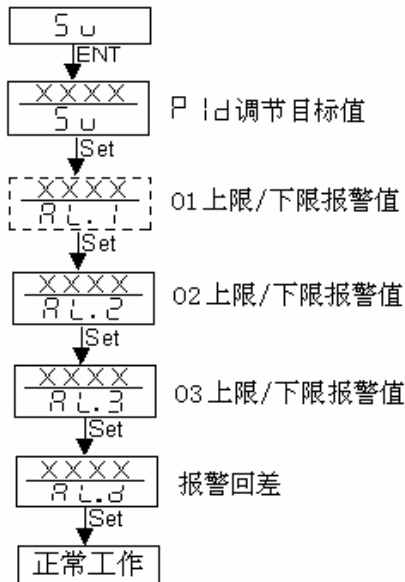 Su
ENT
XXXX
Su
PId调节目标值
Set
XXXX
AL.1
01上限/下限报警值
Set
XXXX
AL.2
02上限/下限报警值
Set
XXXX
AL.3
03上限/下限报警值
Set
XXXX
AL.d
报警回差
Set
正常工作